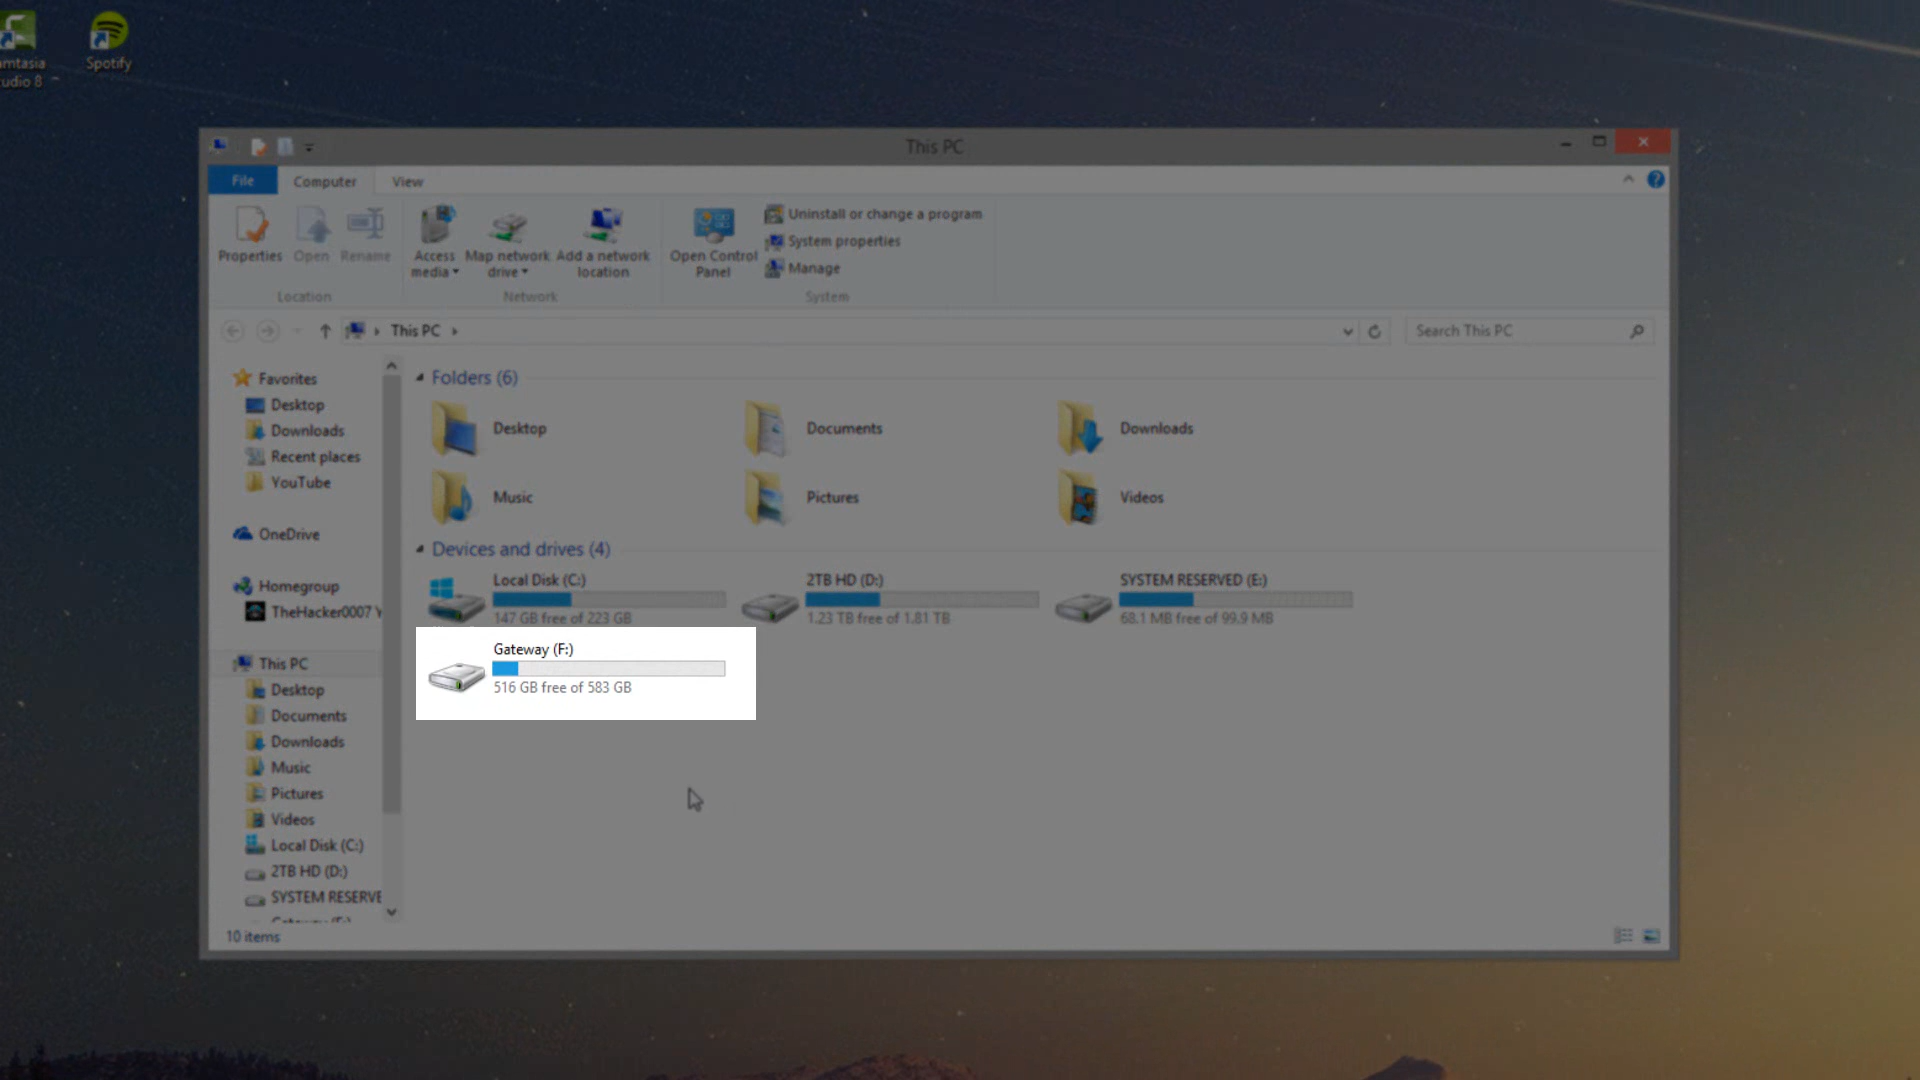 amtasia
tudio 8
Spotify
This PC
File
Computer
View
Properties
Open
Rename
Access
media
Map network
drive
Add a network
location
Open Control
Panel
Uninstall or change a program
System properties
Manage
Location
Network
System
This PC
Search This PC
Favorites
Desktop
Downloads
Recent places
YouTube
OneDrive
Homegroup
TheHacker0007 Y
This PC
Desktop
Documents
Downloads
Music
Pictures
Videos
Local Disk (C:)
2TB HD (D:)
SYSTEM RESERVE
Gateway (F:)
Folders (6)
Desktop
Documents
Downloads
Music
Pictures
Videos
Devices and drives (4)
Local Disk (C:)
147 GB free of 223 GB
2TB HD (D:)
1.23 TB free of 1.81 TB
SYSTEM RESERVED (E:)
68.1 MB free of 99.9 MB
Gateway (F:)
516 GB free of 583 GB
10 items